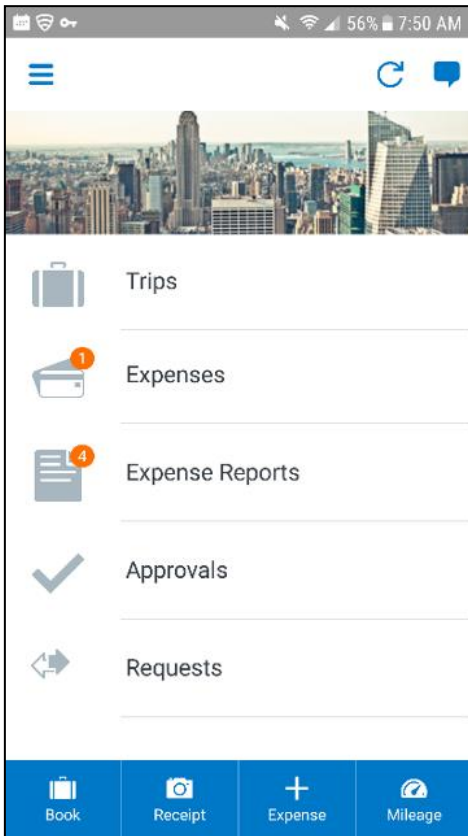 56% 7:50 AM
Trips
1
Expenses
4
Expense Reports
Approvals
Requests
Book Receipt Expense Mileage